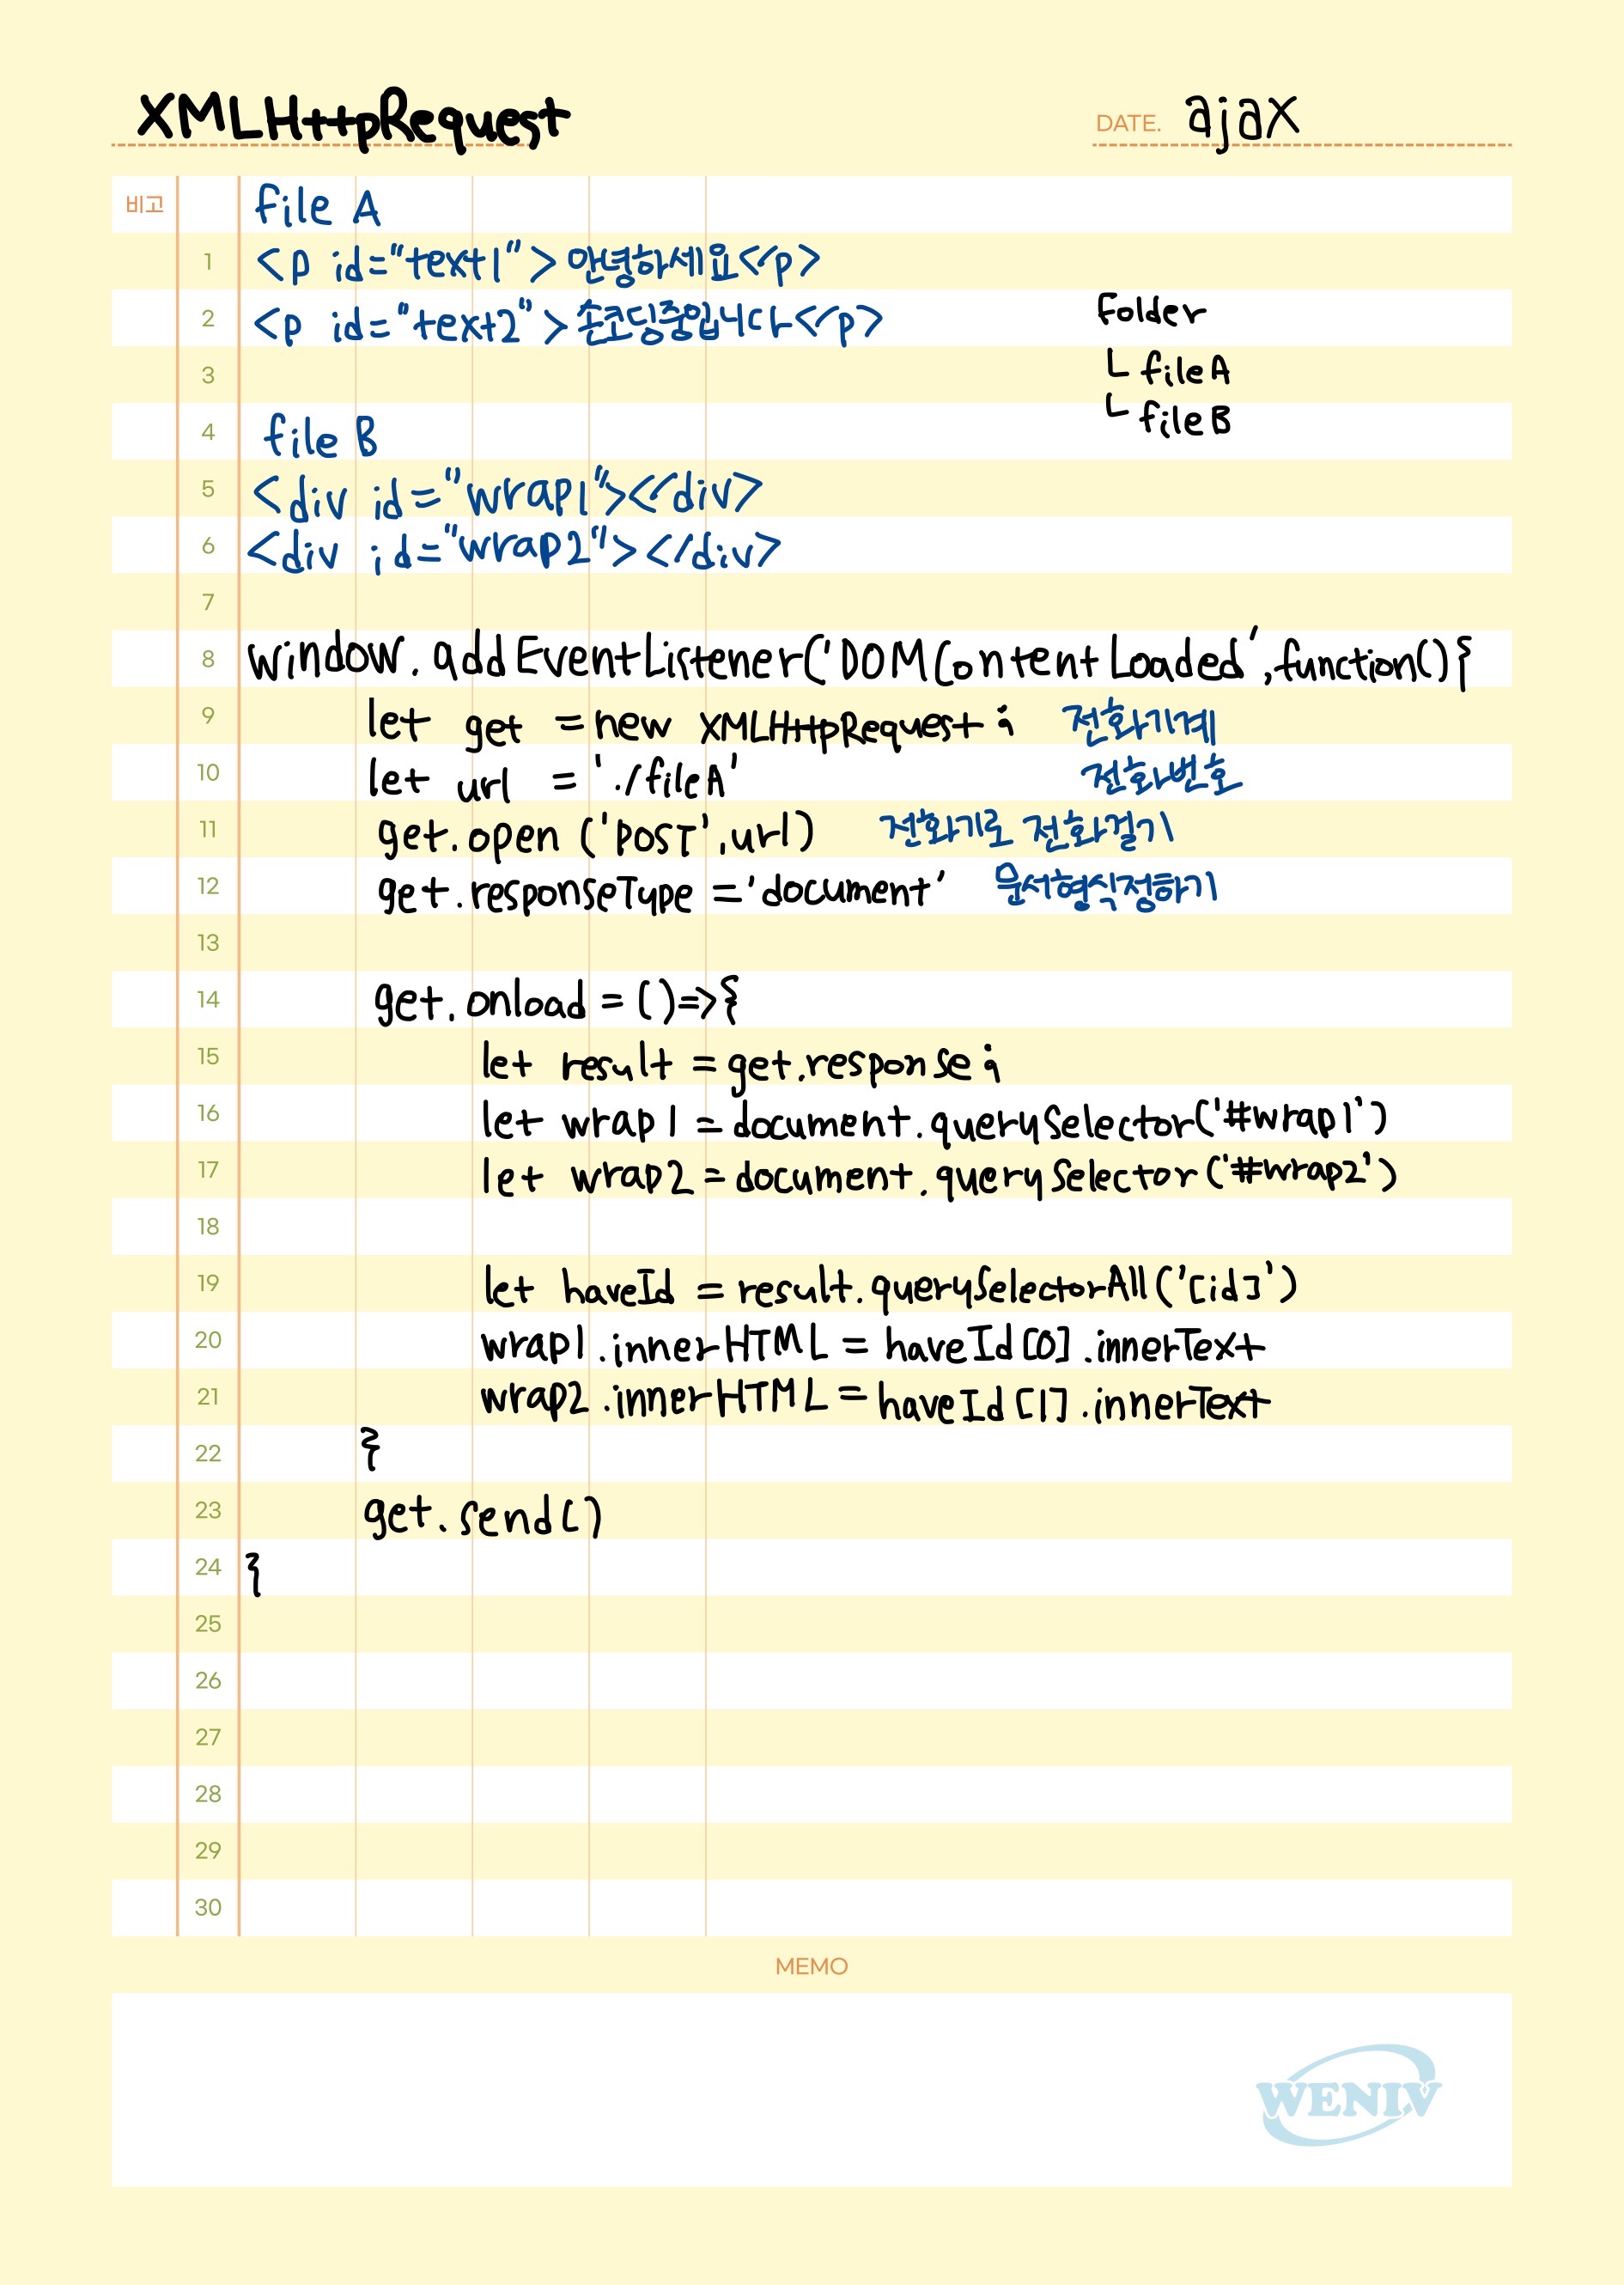 XMLHttpRequest
DATE. ajax
비고 file A
1 <p id="text1">안녕하세요</p>
2 <p id="text2">손코딩중입니다</p> Folder
3 └ fileA
4 file B └ fileB
5 <div id="wrap1"></div>
6 <div id="wrap2"></div>
7
8 window.addEventListener('DOMContentLoaded',function(){
9 let get = new XMLHttpRequest; 전화기계
10 let url = './fileA' 전화번호
11 get.open ('POST',url) 전화기로 전화걸기
12 get.responseType ='document' 문서형식정하기
13
14 get.onload = ()=>{
15 let result = get.response;
16 let wrap1 = document.querySelector('#wrap1')
17 let wrap2 = document.querySelector('#wrap2')
18
19 let haveId = result.querySelectorAll('[id]')
20 wrap1.innerHTML = haveId[0].innerText
21 wrap2.innerHTML = haveId[1].innerText
22 }
23 get.send()
24 }
25
26
27
28
29
30
MEMO
WENIV